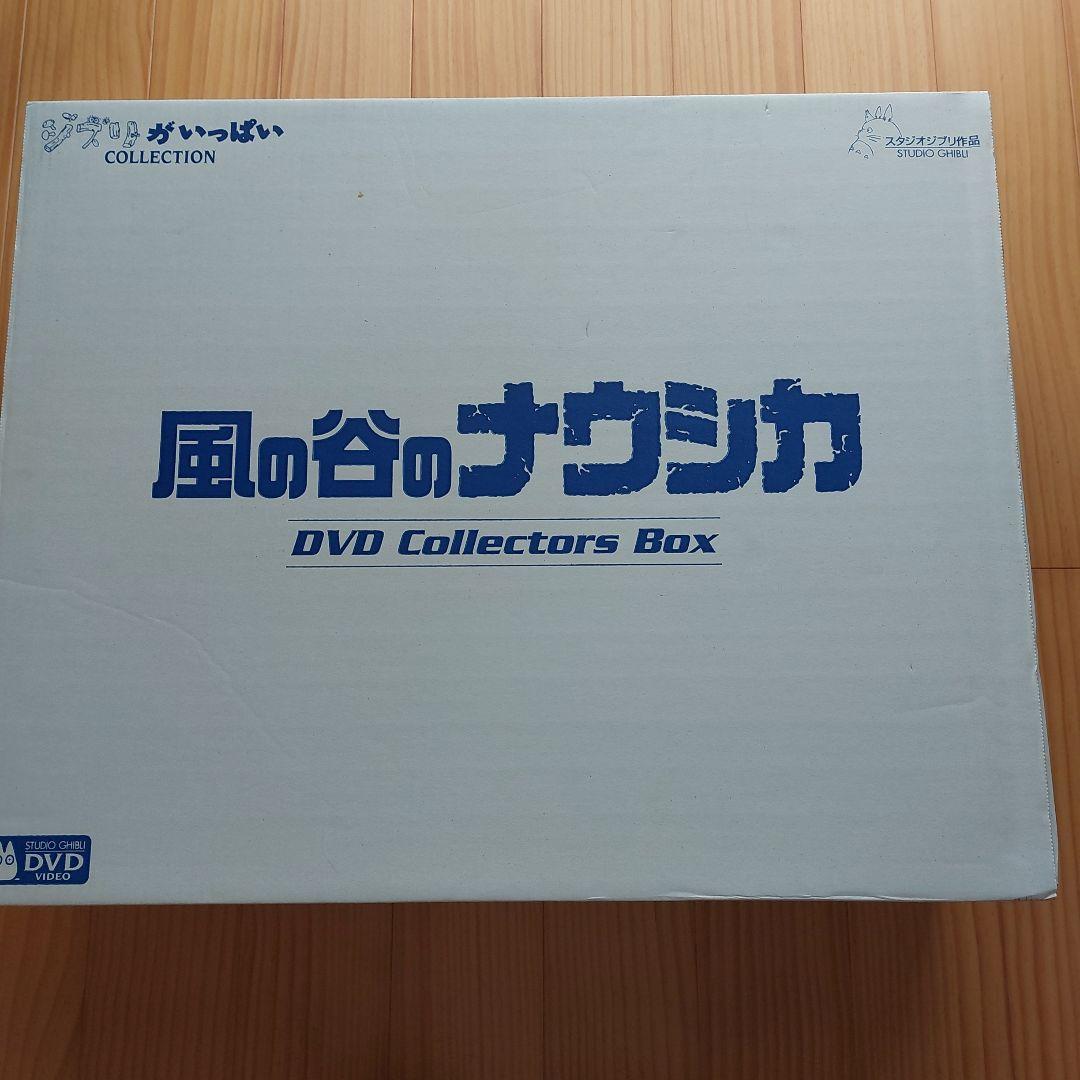 ジブリがいっぱい
COLLECTION
スタジオジブリ作品
STUDIO GHIBLI
風の谷のナウシカ
DVD Collectors Box
STUDIO GHIBLI
DVD
VIDEO